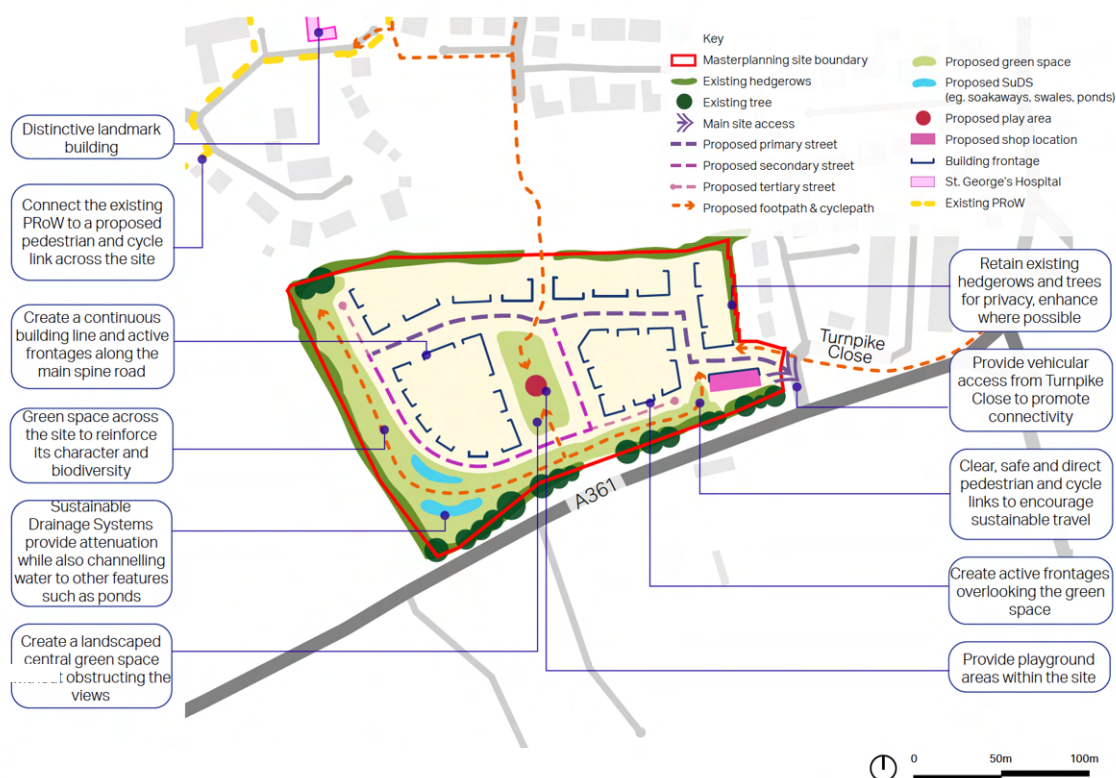 Key
Masterplanning site boundary
Existing hedgerows
Existing tree
Main site access
Proposed primary street
Proposed secondary street
Proposed tertiary street
Proposed footpath & cyclepath
Proposed green space
Proposed SuDS
(eg. soakaways, swales, ponds)
Proposed play area
Proposed shop location
Building frontage
St. George's Hospital
Existing PRoW
Distinctive landmark
building
Connect the existing
PRoW to a proposed
pedestrian and cycle
link across the site
Create a continuous
building line and active
frontages along the
main spine road
Green space across
the site to reinforce
its character and
biodiversity
Sustainable
Drainage Systems
provide attenuation
while also channelling
water to other features
such as ponds
Create a landscaped
central green space
obstructing the
views
Turnpike
Close
A361
Retain existing
hedgerows and trees
for privacy, enhance
where possible
Provide vehicular
access from Turnpike
Close to promote
connectivity
Clear, safe and direct
pedestrian and cycle
links to encourage
sustainable travel
Create active frontages
overlooking the green
space
Provide playground
areas within the site
0 50m 100m